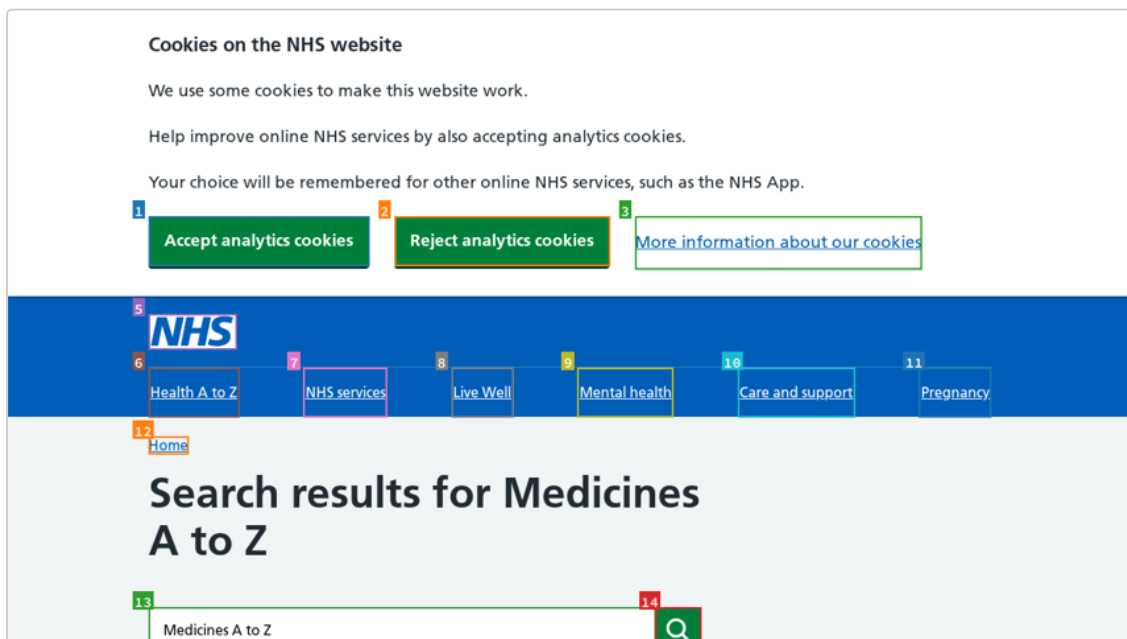 Cookies on the NHS website
We use some cookies to make this website work.
Help improve online NHS services by also accepting analytics cookies.
Your choice will be remembered for other online NHS services, such as the NHS App.
1 2 3
Accept analytics cookies Reject analytics cookies More information about our cookies
5
NHS
6 7 8 9 10 11
Health A to Z NHS services Live Well Mental health Care and support Pregnancy
12
Home
Search results for Medicines
A to Z
13 14
Medicines A to Z